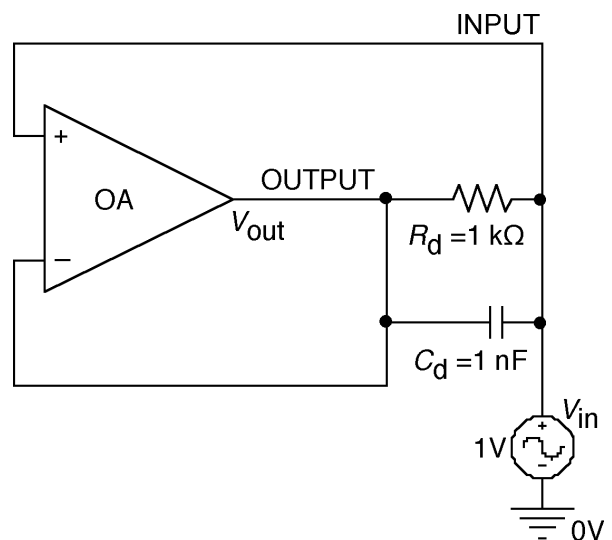 INPUT
+
OA
OUTPUT
Vout
Rd =1 kΩ
−
Cd =1 nF
Vin
+
1V
−
0V